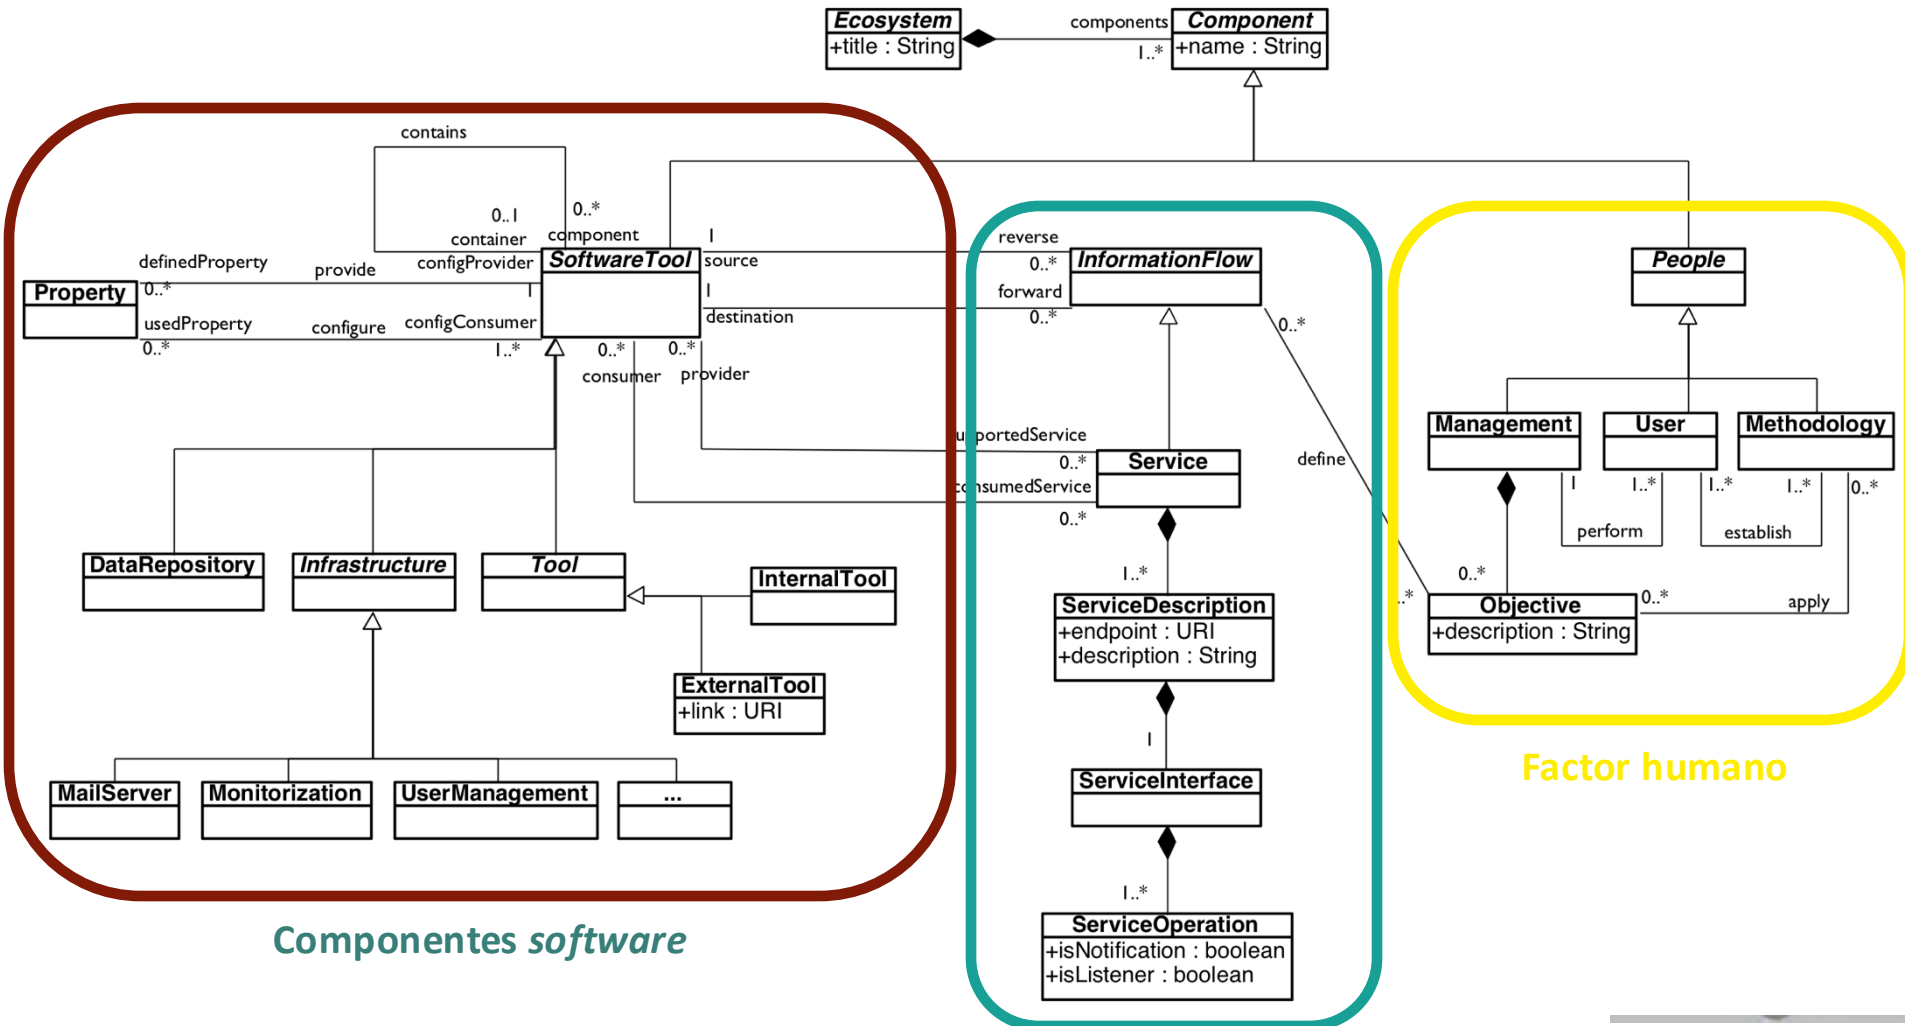 Ecosystem
+title : String
components
1..*
Component
+name : String
contains
0..1
container
0..*
component
definedProperty
0..*
provide
configProvider
1
Property
usedProperty
0..*
configure
configConsumer
1..*
SoftwareTool
1
source
1
destination
reverse
0..*
forward
0..*
InformationFlow
0..*
define
People
0..*
consumer
0..*
provider
upportedService
0..*
consumedService
0..*
Service
Management
User
Methodology
1
1..*
perform
1..*
1..*
establish
0..*
0..*
.*
Objective
+description : String
0..*
apply
DataRepository
Infrastructure
Tool
InternalTool
ExternalTool
+link : URI
1..*
ServiceDescription
+endpoint : URI
+description : String
1
ServiceInterface
1..*
ServiceOperation
+isNotification : boolean
+isListener : boolean
MailServer
Monitorization
UserManagement
...
Factor humano
Componentes software